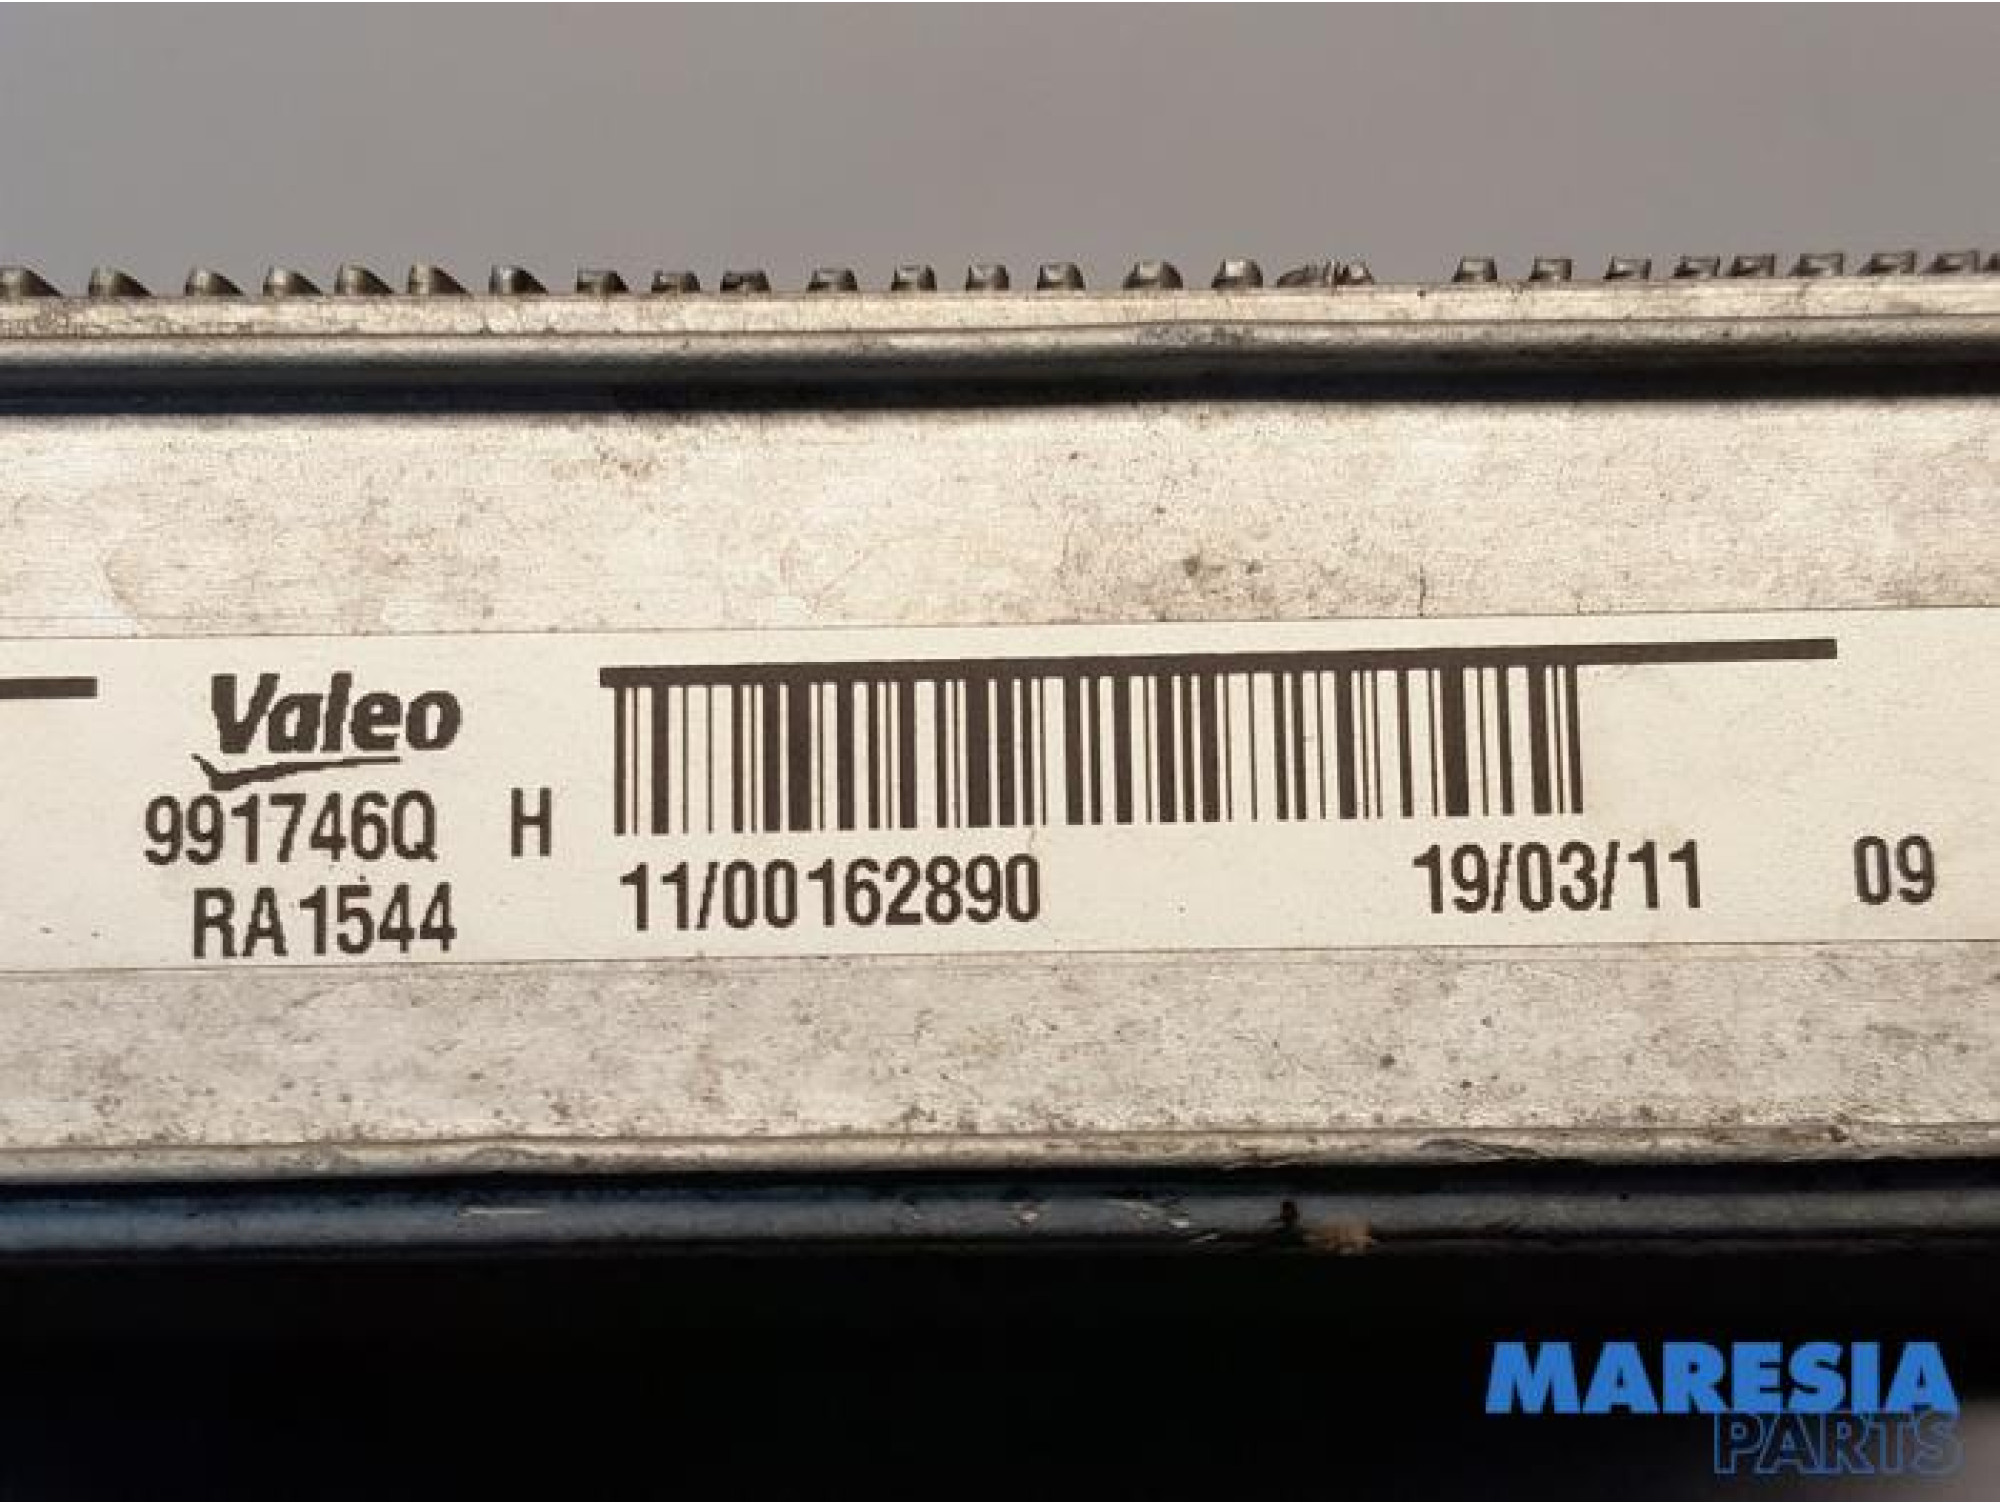 Valeo
991746Q H
RA1544
11/00162890 19/03/11 09
MARESIA
PARTS